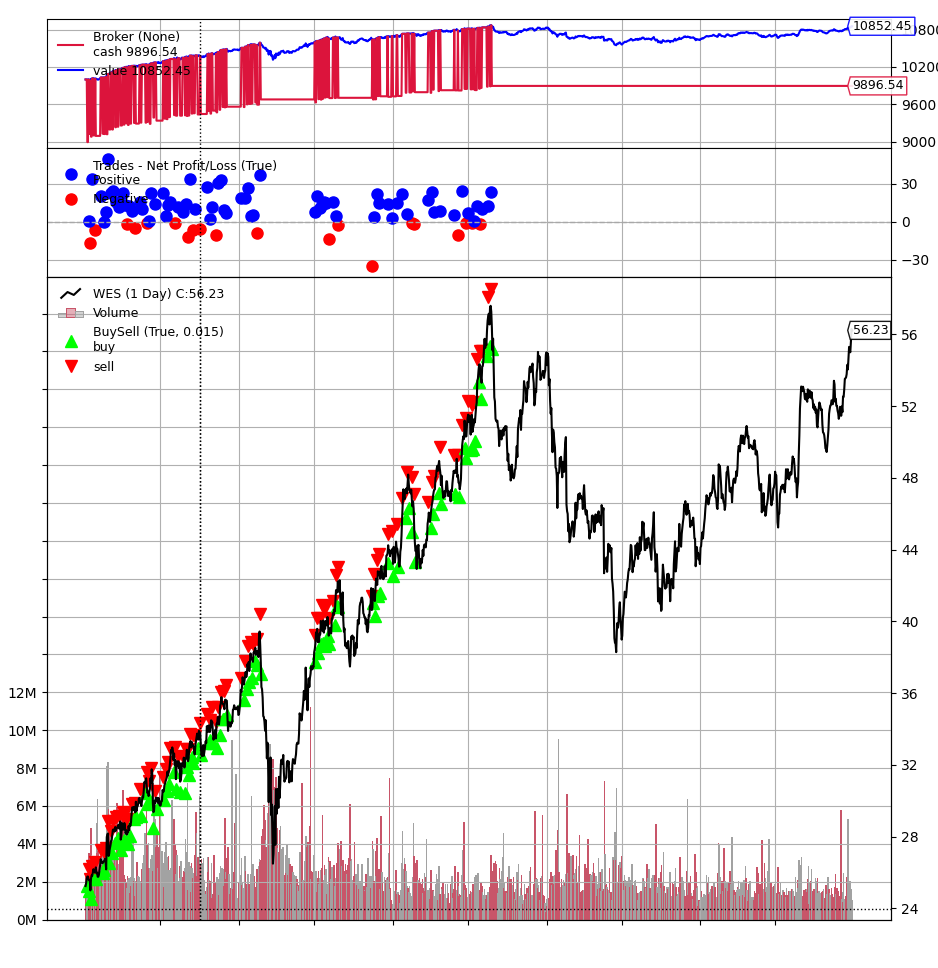 Broker (None)
cash 9896.54
value 10852.45
10852.45
10800
10200
9896.54
9600
9000
Trades - Net Profit/Loss (True)
Positive
Negative
30
0
−30
WES (1 Day) C:56.23
Volume
BuySell (True, 0.015)
buy
sell
56.23
56
52
48
44
40
36
32
28
24
12M
10M
8M
6M
4M
2M
0M